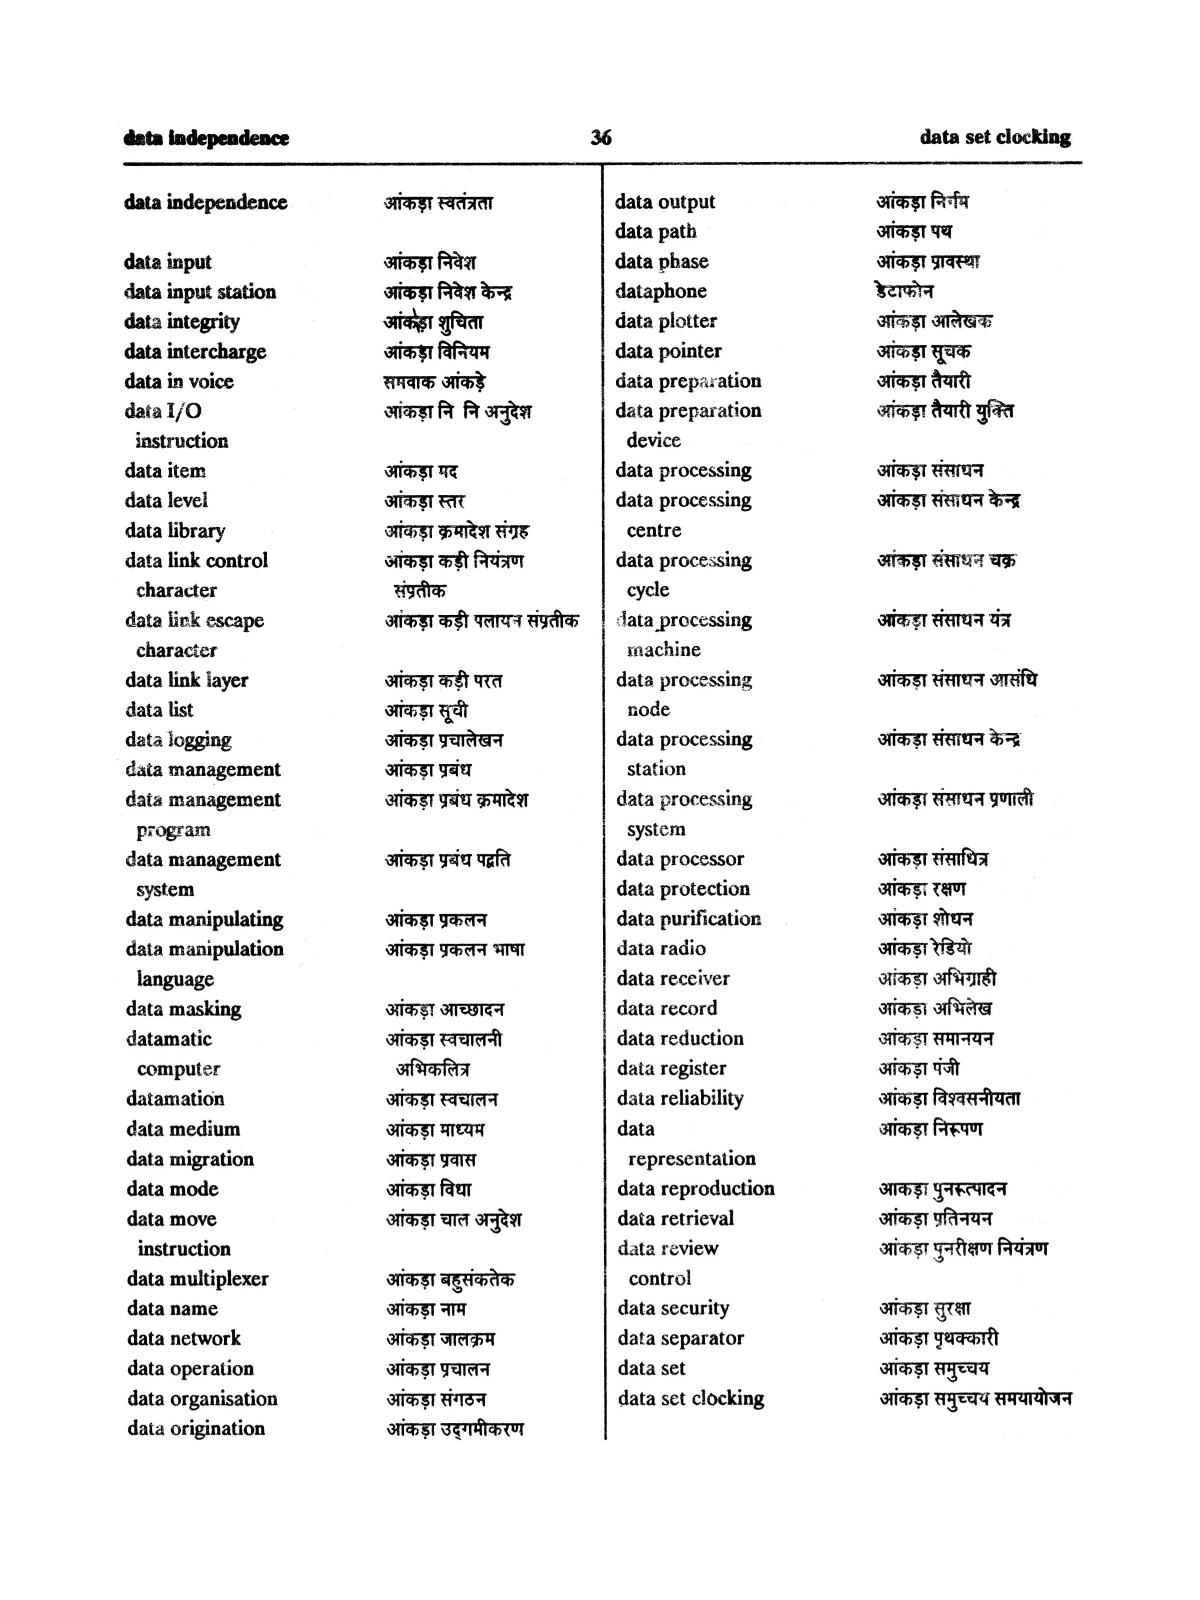 data independence 36 data set clocking
data independence आंकड़ा स्वतंत्रता
data input आंकड़ा निवेश
data input station आंकड़ा निवेश केन्द्र
data integrity आंकड़ा शुचिता
data intercharge आंकड़ा विनियम
data in voice समवाक आंकड़े
data I/O आंकड़ा नि नि अनुदेश
instruction
data item आंकड़ा मद
data level आंकड़ा स्तर
data library आंकड़ा क्रमादेश संग्रह
data link control आंकड़ा कड़ी नियंत्रण
character संप्रतीक
data link escape आंकड़ा कड़ी पलायन संप्रतीक
character
data link layer आंकड़ा कड़ी परत
data list आंकड़ा सूची
data logging आंकड़ा प्रचालेखन
data management आंकड़ा प्रबंध
data management आंकड़ा प्रबंध क्रमादेश
program
data management आंकड़ा प्रबंध पद्वति
system
data manipulating आंकड़ा प्रकलन
data manipulation आंकड़ा प्रकलन भाषा
language
data masking आंकड़ा आच्छादन
datamatic आंकड़ा स्वचालनी
computer अभिकलित्र
datamation आंकड़ा स्वचालन
data medium आंकड़ा माध्यम
data migration आंकड़ा प्रवास
data mode आंकड़ा विधा
data move आंकड़ा चाल अनुदेश
instruction
data multiplexer आंकड़ा बहुसंकतेक
data name आंकड़ा नाम
data network आंकड़ा जालक्रम
data operation आंकड़ा प्रचालन
data organisation आंकड़ा संगठन
data origination आंकड़ा उद्गमीकरण
data output आंकड़ा निर्गम
data path आंकड़ा पथ
data phase आंकड़ा प्रावस्था
dataphone डेटाफोन
data plotter आंकड़ा आलेखक
data pointer आंकड़ा सूचक
data preparation आंकड़ा तैयारी
data preparation आंकड़ा तैयारी युक्ति
device
data processing आंकड़ा संसाधन
data processing आंकड़ा संसाधन केन्द्र
centre
data processing आंकड़ा संसाधन चक्र
cycle
data processing आंकड़ा संसाधन यंत्र
machine
data processing आंकड़ा संसाधन आसंधि
node
data processing आंकड़ा संसाधन केन्द्र
station
data processing आंकड़ा संसाधन प्रणाली
system
data processor आंकड़ा संसाधित्र
data protection आंकड़ा रक्षण
data purification आंकड़ा शोधन
data radio आंकड़ा रेडियो
data receiver आंकड़ा अभिग्राही
data record आंकड़ा अभिलेख
data reduction आंकड़ा समानयन
data register आंकड़ा पंजी
data reliability आंकड़ा विश्वसनीयता
data आंकड़ा निरूपण
representation
data reproduction आकड़ा पुनरूत्पादन
data retrieval आंकड़ा प्रतिनयन
data review आंकड़ा पुनरीक्षण नियंत्रण
control
data security आंकड़ा सुरक्षा
data separator आंकड़ा पृथक्कारी
data set आंकड़ा समुच्चय
data set clocking आंकड़ा समुच्चय समयायोजन